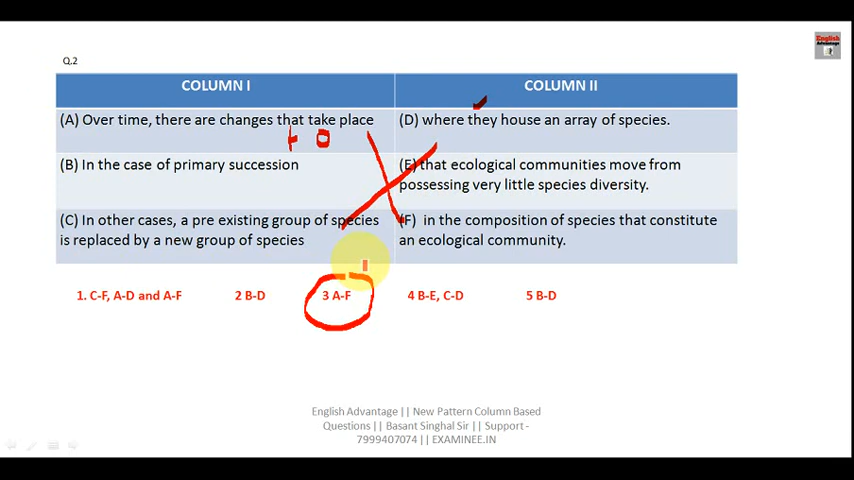 English
Advantage
Q.2
COLUMN I COLUMN II
(A) Over time, there are changes that take place (D) where they house an array of species.
(B) In the case of primary succession (E) that ecological communities move from
possessing very little species diversity.
(C) In other cases, a pre existing group of species (F) in the composition of species that constitute
is replaced by a new group of species an ecological community.
1. C-F, A-D and A-F 2 B-D 3 A-F 4 B-E, C-D 5 B-D
English Advantage || New Pattern Column Based
Questions || Basant Singhal Sir || Support -
7999407074 || EXAMINEE.IN